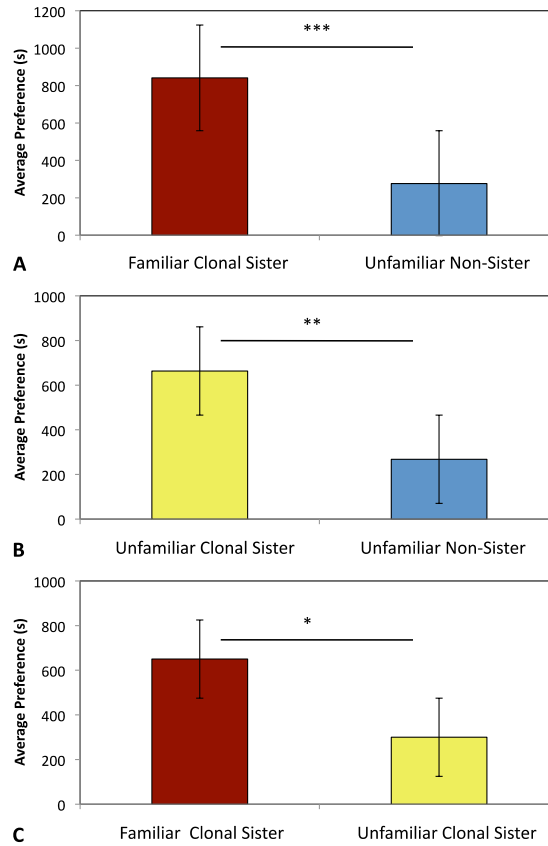 1200
1000
800
600
400
200
0
Average Preference (s)
***
Familiar Clonal Sister Unfamiliar Non-Sister
A
1000
800
600
400
200
0
Average Preference (s)
**
Unfamiliar Clonal Sister Unfamiliar Non-Sister
B
1000
800
600
400
200
0
Average Preference (s)
*
Familiar Clonal Sister Unfamiliar Clonal Sister
C